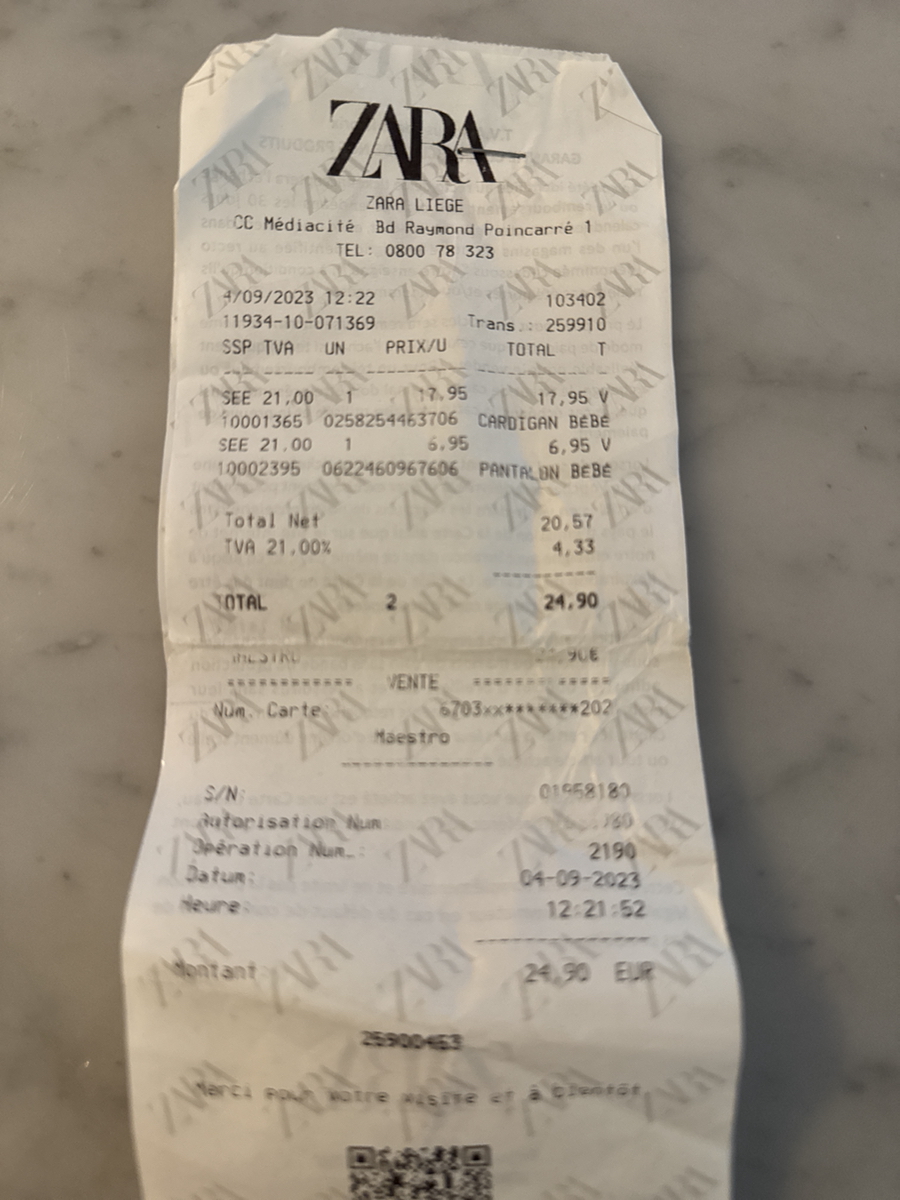 ZARA
ZARA LIEGE
CC Médiacité Bd Raymond Poincarré 1
TEL: 0800 78 323
4/09/2023 12:22 103402
11934-10-071369 Trans.: 259910
SSP TVA UN PRIX/U TOTAL T
SEE 21,00 1 17,95 17,95 V
10001365 0258254463706 CARDIGAN BÉBÉ
SEE 21,00 1 6,95 6,95 V
10002395 0622460967606 PANTALON BÉBÉ
Total Net 20,57
TVA 21,00% 4,33
TOTAL 2 24,90
============ VENTE ============
Num. Carte: 6703xx*******202
Maestro
S/N:
Autorisation Num
Opération Num.: 2190
Datum: 04-09-2023
Heure: 12:21:52
Montant: 24,90 EUR
25900463
Merci pour votre visite et à bientôt